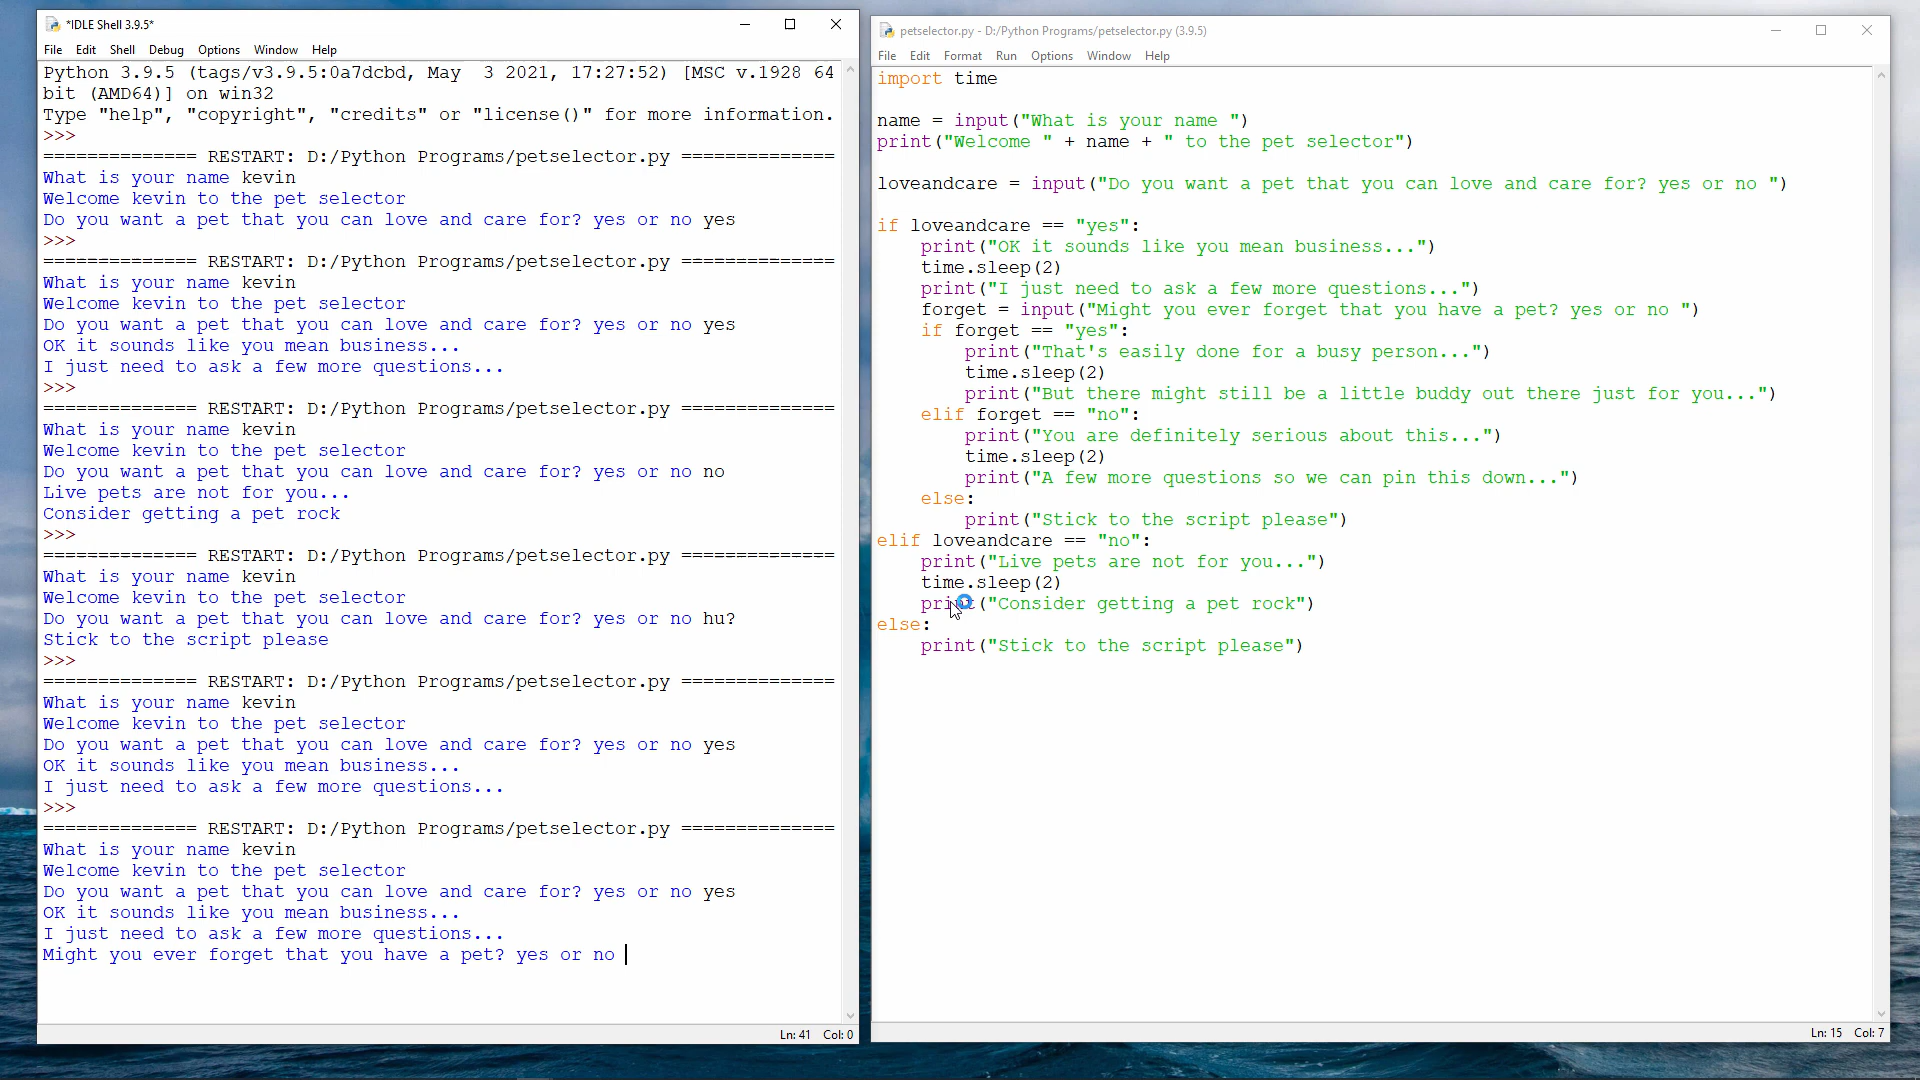 *IDLE Shell 3.9.5*
File Edit Shell Debug Options Window Help
Python 3.9.5 (tags/v3.9.5:0a7dcbd, May  3 2021, 17:27:52) [MSC v.1928 64
bit (AMD64)] on win32
Type "help", "copyright", "credits" or "license()" for more information.
>>>
============== RESTART: D:/Python Programs/petselector.py ==============
What is your name kevin
Welcome kevin to the pet selector
Do you want a pet that you can love and care for? yes or no yes
>>>
============== RESTART: D:/Python Programs/petselector.py ==============
What is your name kevin
Welcome kevin to the pet selector
Do you want a pet that you can love and care for? yes or no yes
OK it sounds like you mean business...
I just need to ask a few more questions...
>>>
============== RESTART: D:/Python Programs/petselector.py ==============
What is your name kevin
Welcome kevin to the pet selector
Do you want a pet that you can love and care for? yes or no no
Live pets are not for you...
Consider getting a pet rock
>>>
============== RESTART: D:/Python Programs/petselector.py ==============
What is your name kevin
Welcome kevin to the pet selector
Do you want a pet that you can love and care for? yes or no hu?
Stick to the script please
>>>
============== RESTART: D:/Python Programs/petselector.py ==============
What is your name kevin
Welcome kevin to the pet selector
Do you want a pet that you can love and care for? yes or no yes
OK it sounds like you mean business...
I just need to ask a few more questions...
>>>
============== RESTART: D:/Python Programs/petselector.py ==============
What is your name kevin
Welcome kevin to the pet selector
Do you want a pet that you can love and care for? yes or no yes
OK it sounds like you mean business...
I just need to ask a few more questions...
Might you ever forget that you have a pet? yes or no
Ln: 41 Col: 0
petselector.py - D:/Python Programs/petselector.py (3.9.5)
File Edit Format Run Options Window Help
import time
name = input("What is your name ")
print("Welcome " + name + " to the pet selector")
loveandcare = input("Do you want a pet that you can love and care for? yes or no ")
if loveandcare == "yes":
    print("OK it sounds like you mean business...")
    time.sleep(2)
    print("I just need to ask a few more questions...")
    forget = input("Might you ever forget that you have a pet? yes or no ")
    if forget == "yes":
        print("That's easily done for a busy person...")
        time.sleep(2)
        print("But there might still be a little buddy out there just for you...")
    elif forget == "no":
        print("You are definitely serious about this...")
        time.sleep(2)
        print("A few more questions so we can pin this down...")
    else:
        print("Stick to the script please")
elif loveandcare == "no":
    print("Live pets are not for you...")
    time.sleep(2)
    print("Consider getting a pet rock")
else:
    print("Stick to the script please")
Ln: 15 Col: 7